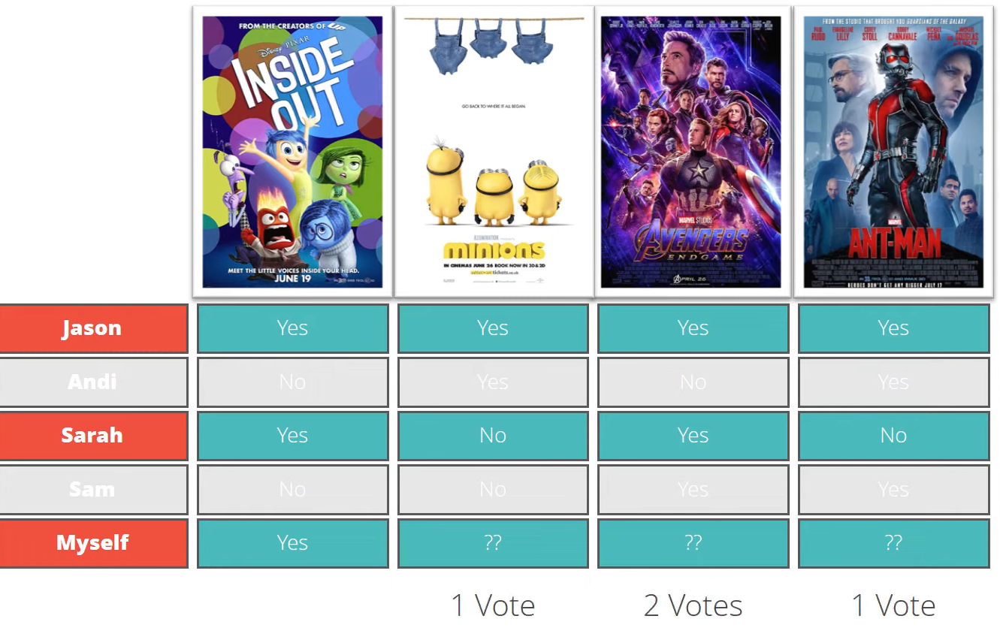 FROM THE CREATORS OF UP
DISNEY PIXAR
INSIDE
OUT
MEET THE LITTLE VOICES INSIDE YOUR HEAD.
JUNE 19
GO BACK TO WHERE IT ALL BEGAN.
ILLUMINATION PRESENTS
minions
IN CINEMAS JUNE 26 BOOK NOW IN 3D & 2D
MARVEL STUDIOS
AVENGERS
ENDGAME
APRIL 26
FROM THE STUDIO THAT BROUGHT YOU GUARDIANS OF THE GALAXY
PAUL RUDD EVANGELINE LILLY COREY STOLL BOBBY CANNAVALE MICHAEL PEÑA MICHAEL DOUGLAS
MARVEL
ANT-MAN
HEROES DON'T GET ANY BIGGER JULY 17
Jason Yes Yes Yes Yes
Andi No Yes No Yes
Sarah Yes No Yes No
Sam No No Yes Yes
Myself Yes ?? ?? ??
1 Vote 2 Votes 1 Vote